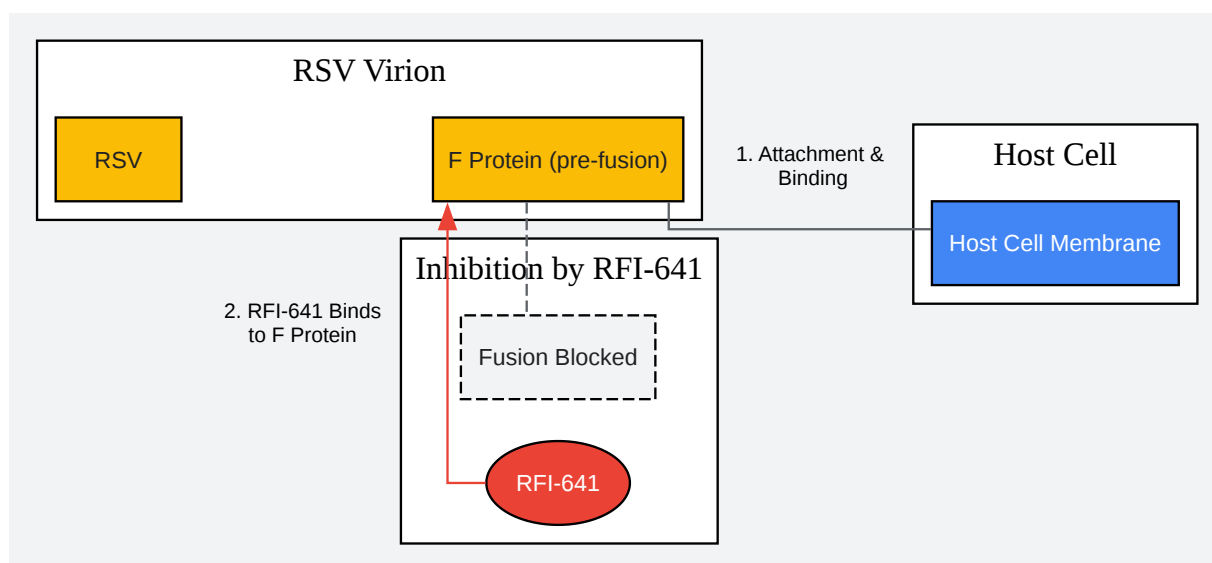 RSV Virion
RSV
F Protein (pre-fusion)
1. Attachment &
Binding
Host Cell
Host Cell Membrane
Inhibition by RFI-641
2. RFI-641 Binds
to F Protein
Fusion Blocked
RFI-641